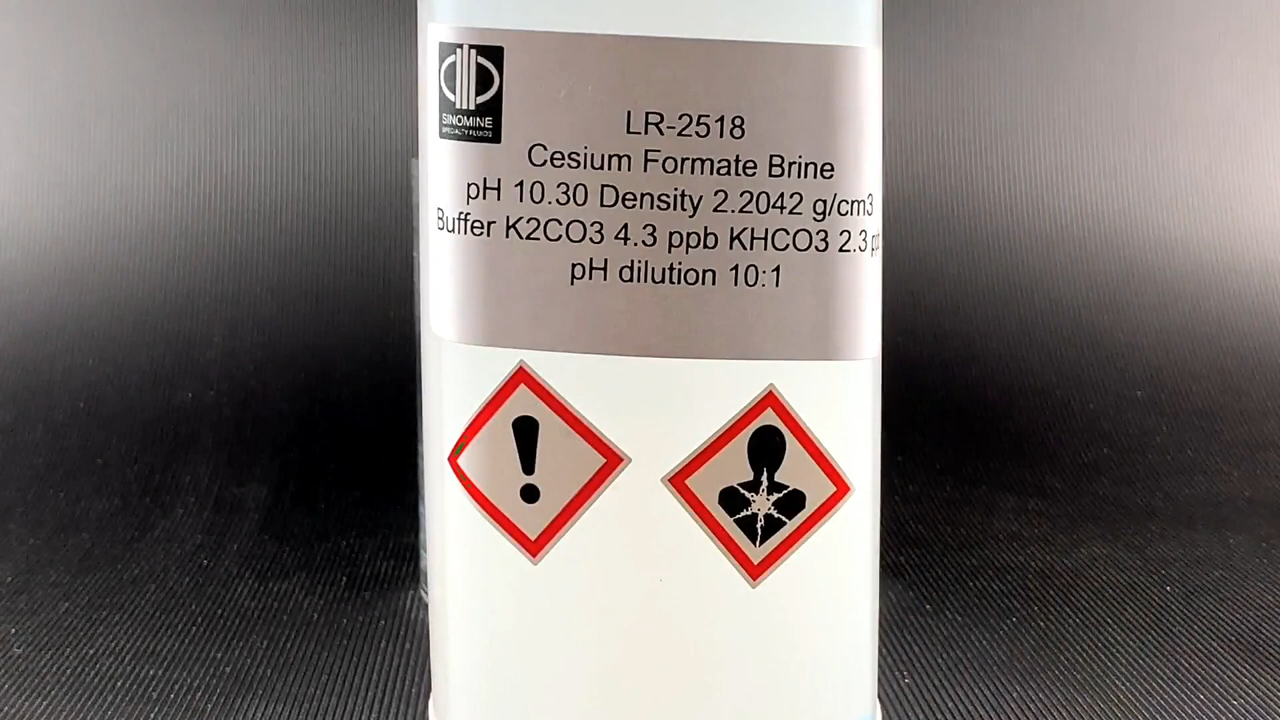 SINOMINE
SPECIALTY FLUIDS
LR-2518
Cesium Formate Brine
pH 10.30 Density 2.2042 g/cm3
Buffer K2CO3 4.3 ppb KHCO3 2.3
pH dilution 10:1